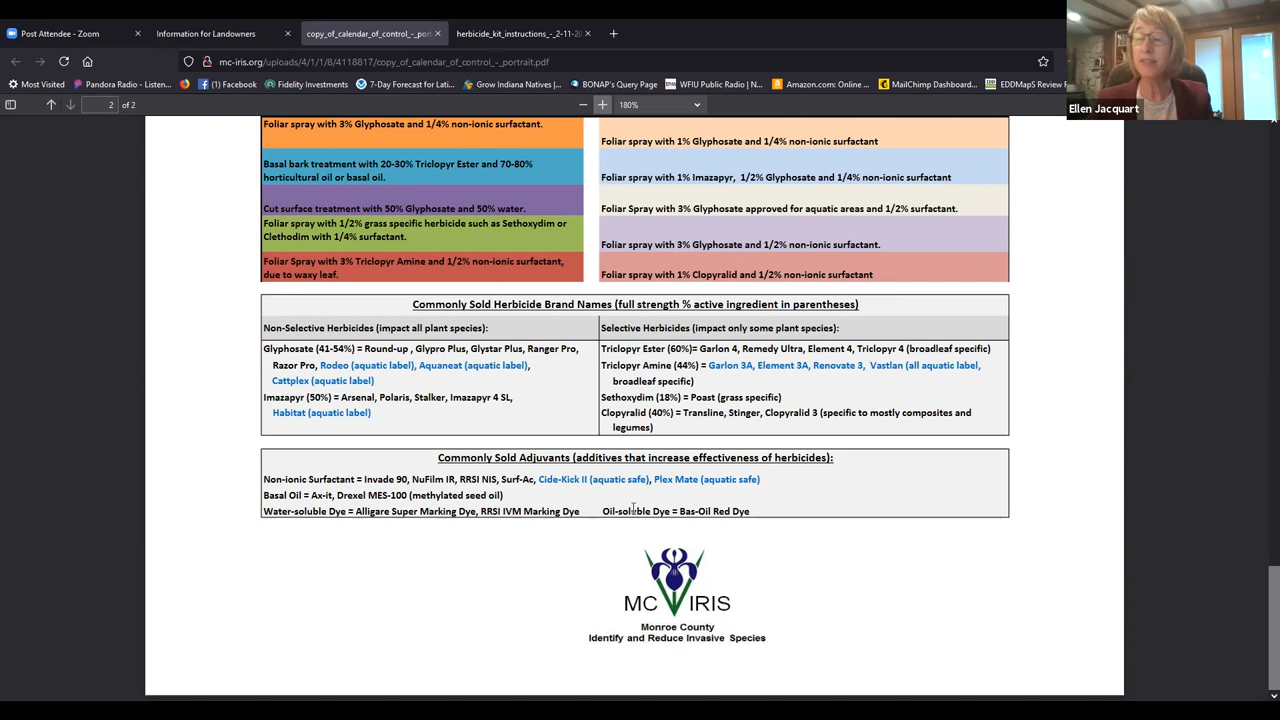 Post Attendee - Zoom
Information for Landowners
copy_of_calendar_of_control_-_por
herbicide_kit_instructions_-_2-11-20
mc-iris.org/uploads/4/1/1/8/4118817/copy_of_calendar_of_control_-_portrait.pdf
Most Visited
Pandora Radio - Listen...
(1) Facebook
Fidelity Investments
7-Day Forecast for Lati...
Grow Indiana Natives |...
BONAP's Query Page
WFIU Public Radio | N...
Amazon.com: Online ...
MailChimp Dashboard...
EDDMapS Review
Ellen Jacquart
2 of 2
180%
Foliar spray with 3% Glyphosate and 1/4% non-ionic surfactant.
Foliar spray with 1% Glyphosate and 1/4% non-ionic surfactant
Basal bark treatment with 20-30% Triclopyr Ester and 70-80%
horticultural oil or basal oil.
Foliar spray with 1% Imazapyr, 1/2% Glyphosate and 1/4% non-ionic surfactant
Cut surface treatment with 50% Glyphosate and 50% water.
Foliar Spray with 3% Glyphosate approved for aquatic areas and 1/2% surfactant.
Foliar spray with 1/2% grass specific herbicide such as Sethoxydim or
Clethodim with 1/4% surfactant.
Foliar spray with 3% Glyphosate and 1/2% non-ionic surfactant.
Foliar Spray with 3% Triclopyr Amine and 1/2% non-ionic surfactant,
due to waxy leaf.
Foliar spray with 1% Clopyralid and 1/2% non-ionic surfactant
Commonly Sold Herbicide Brand Names (full strength % active ingredient in parentheses)
Non-Selective Herbicides (impact all plant species):
Glyphosate (41-54%) = Round-up , Glypro Plus, Glystar Plus, Ranger Pro,
Razor Pro, Rodeo (aquatic label), Aquaneat (aquatic label),
Cattplex (aquatic label)
Imazapyr (50%) = Arsenal, Polaris, Stalker, Imazapyr 4 SL,
Habitat (aquatic label)
Selective Herbicides (impact only some plant species):
Triclopyr Ester (60%)= Garlon 4, Remedy Ultra, Element 4, Triclopyr 4 (broadleaf specific)
Triclopyr Amine (44%) = Garlon 3A, Element 3A, Renovate 3, Vastlan (all aquatic label,
broadleaf specific)
Sethoxydim (18%) = Poast (grass specific)
Clopyralid (40%) = Transline, Stinger, Clopyralid 3 (specific to mostly composites and
legumes)
Commonly Sold Adjuvants (additives that increase effectiveness of herbicides):
Non-ionic Surfactant = Invade 90, NuFilm IR, RRSI NIS, Surf-Ac, Cide-Kick II (aquatic safe), Plex Mate (aquatic safe)
Basal Oil = Ax-it, Drexel MES-100 (methylated seed oil)
Water-soluble Dye = Alligare Super Marking Dye, RRSI IVM Marking Dye Oil-soluble Dye = Bas-Oil Red Dye
MC IRIS
Monroe County
Identify and Reduce Invasive Species